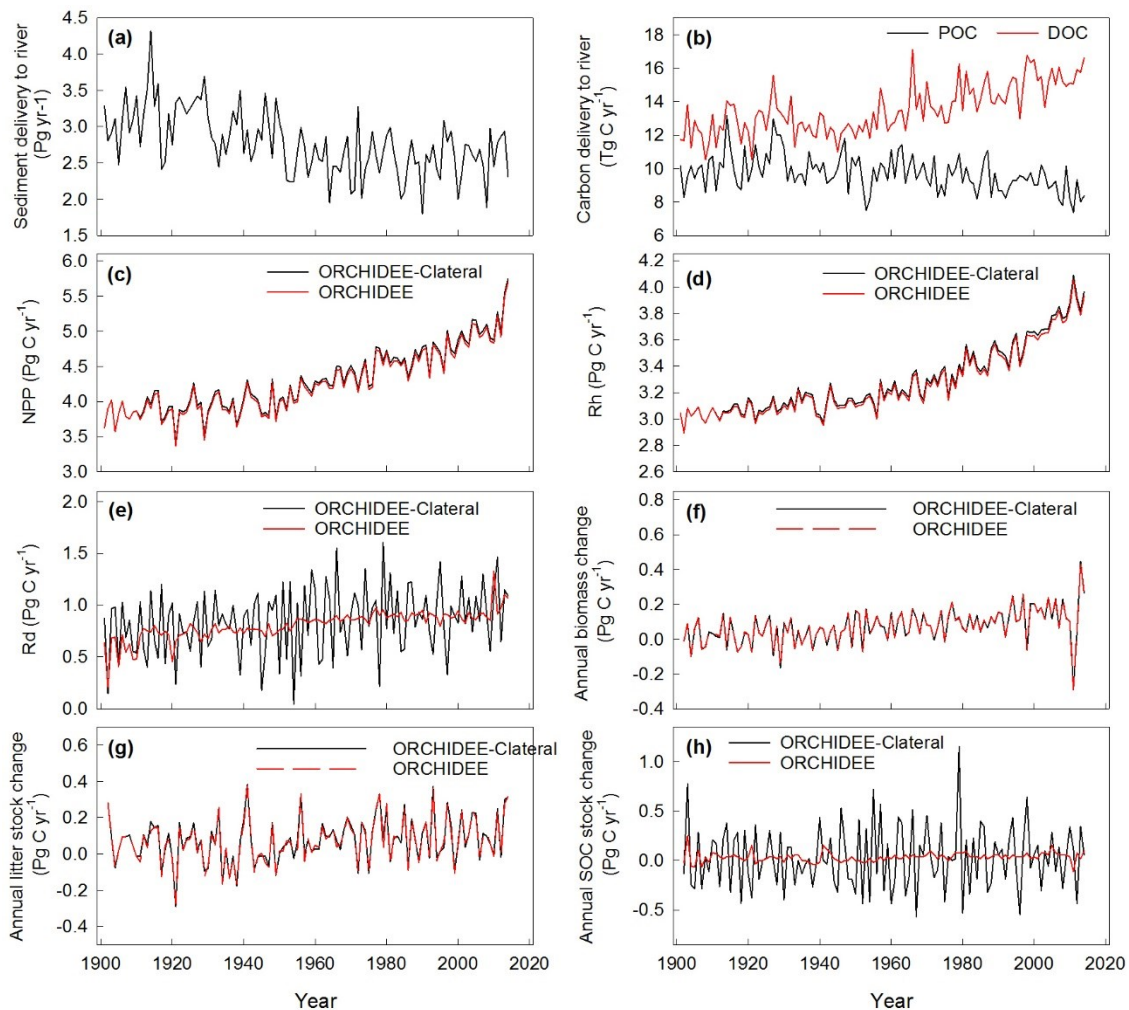 (a)
Sediment delivery to river
(Pg yr-1)
4.5
4.0
3.5
3.0
2.5
2.0
1.5
(b)
POC
DOC
Carbon delivery to river
(Tg C yr-1)
18
16
14
12
10
8
6
(c)
ORCHIDEE-Clateral
ORCHIDEE
NPP (Pg C yr-1)
6.0
5.5
5.0
4.5
4.0
3.5
3.0
(d)
ORCHIDEE-Clateral
ORCHIDEE
Rh (Pg C yr-1)
4.2
4.0
3.8
3.6
3.4
3.2
3.0
2.8
2.6
(e)
ORCHIDEE-Clateral
ORCHIDEE
Rd (Pg C yr-1)
2.0
1.5
1.0
0.5
0.0
(f)
ORCHIDEE-Clateral
ORCHIDEE
Annual biomass change
(Pg C yr-1)
0.8
0.6
0.4
0.2
0.0
-0.2
-0.4
(g)
ORCHIDEE-Clateral
ORCHIDEE
Annual litter stock change
(Pg C yr-1)
0.6
0.4
0.2
0.0
-0.2
-0.4
1900 1920 1940 1960 1980 2000 2020
Year
(h)
ORCHIDEE-Clateral
ORCHIDEE
Annual SOC stock change
(Pg C yr-1)
1.0
0.5
0.0
-0.5
1900 1920 1940 1960 1980 2000 2020
Year